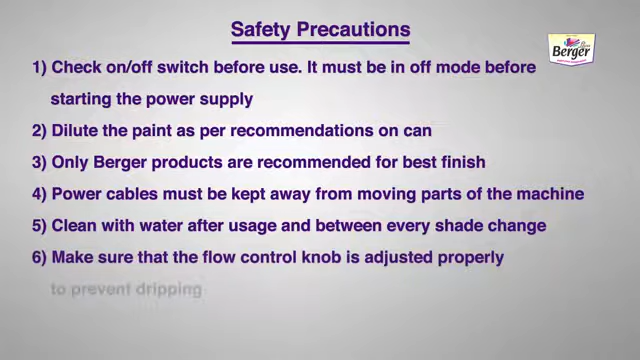 Safety Precautions
Berger
1) Check on/off switch before use. It must be in off mode before
starting the power supply
2) Dilute the paint as per recommendations on can
3) Only Berger products are recommended for best finish
4) Power cables must be kept away from moving parts of the machine
5) Clean with water after usage and between every shade change
6) Make sure that the flow control knob is adjusted properly
to prevent dripping